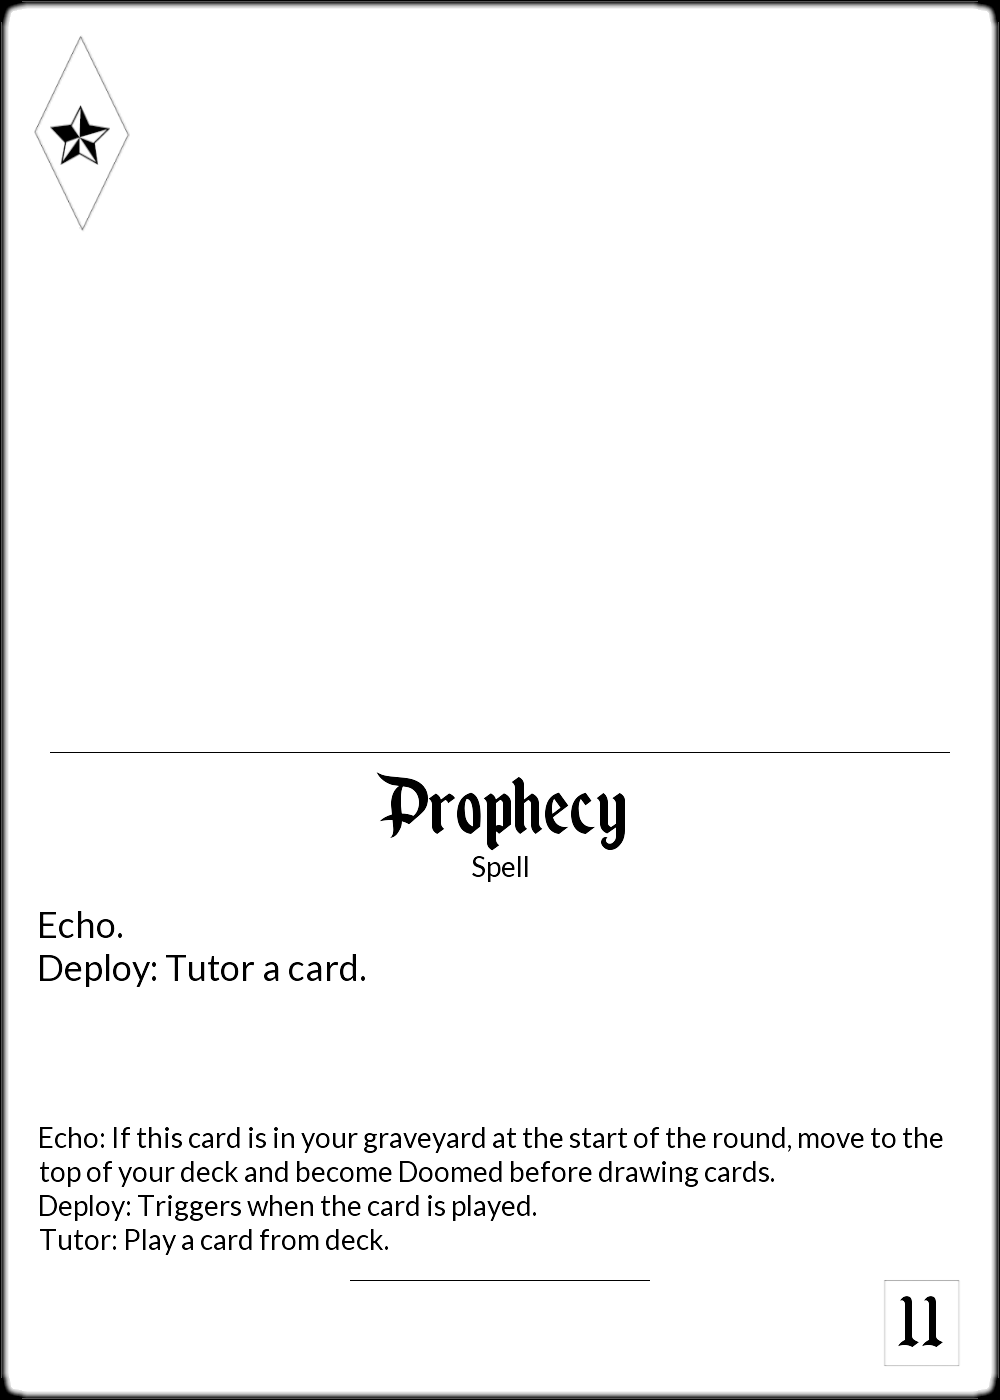 Prophecy
Spell
Echo.
Deploy: Tutor a card.
Echo: If this card is in your graveyard at the start of the round, move to the
top of your deck and become Doomed before drawing cards.
Deploy: Triggers when the card is played.
Tutor: Play a card from deck.
11